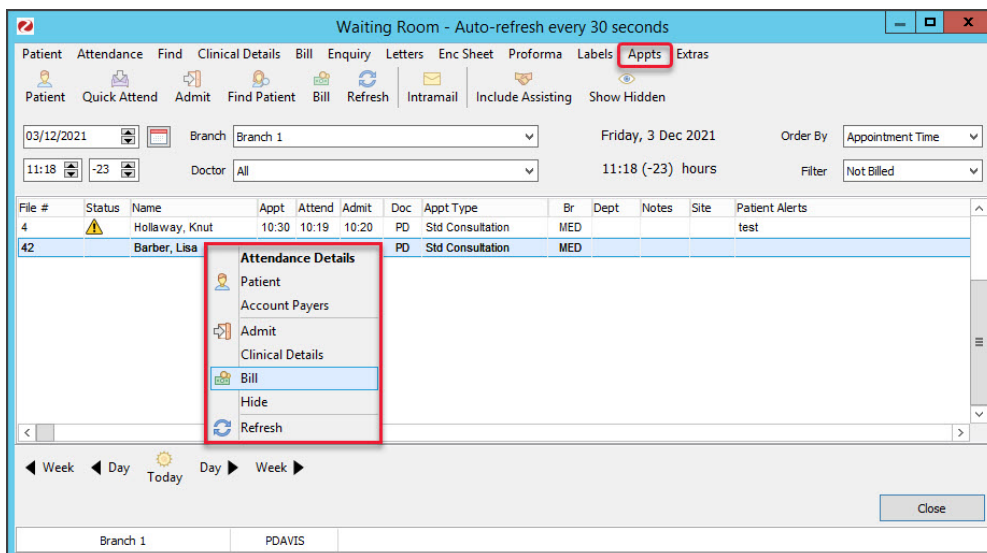 Waiting Room - Auto-refresh every 30 seconds
Patient Attendance Find Clinical Details Bill Enquiry Letters Enc Sheet Proforma Labels Appts Extras
Patient Quick Attend Admit Find Patient Bill Refresh Intramail Include Assisting Show Hidden
03/12/2021 Branch Branch 1 Friday, 3 Dec 2021 Order By Appointment Time
11:18 -23 Doctor All 11:18 (-23) hours Filter Not Billed
File # Status Name Appt Attend Admit Doc Appt Type Br Dept Notes Site Patient Alerts
4 Hollaway, Knut 10:30 10:19 10:20 PD Std Consultation MED test
42 Barber, Lisa PD Std Consultation MED
Attendance Details
Patient
Account Payers
Admit
Clinical Details
Bill
Hide
Refresh
Week Day Today Day Week
Close
Branch 1 PDAVIS